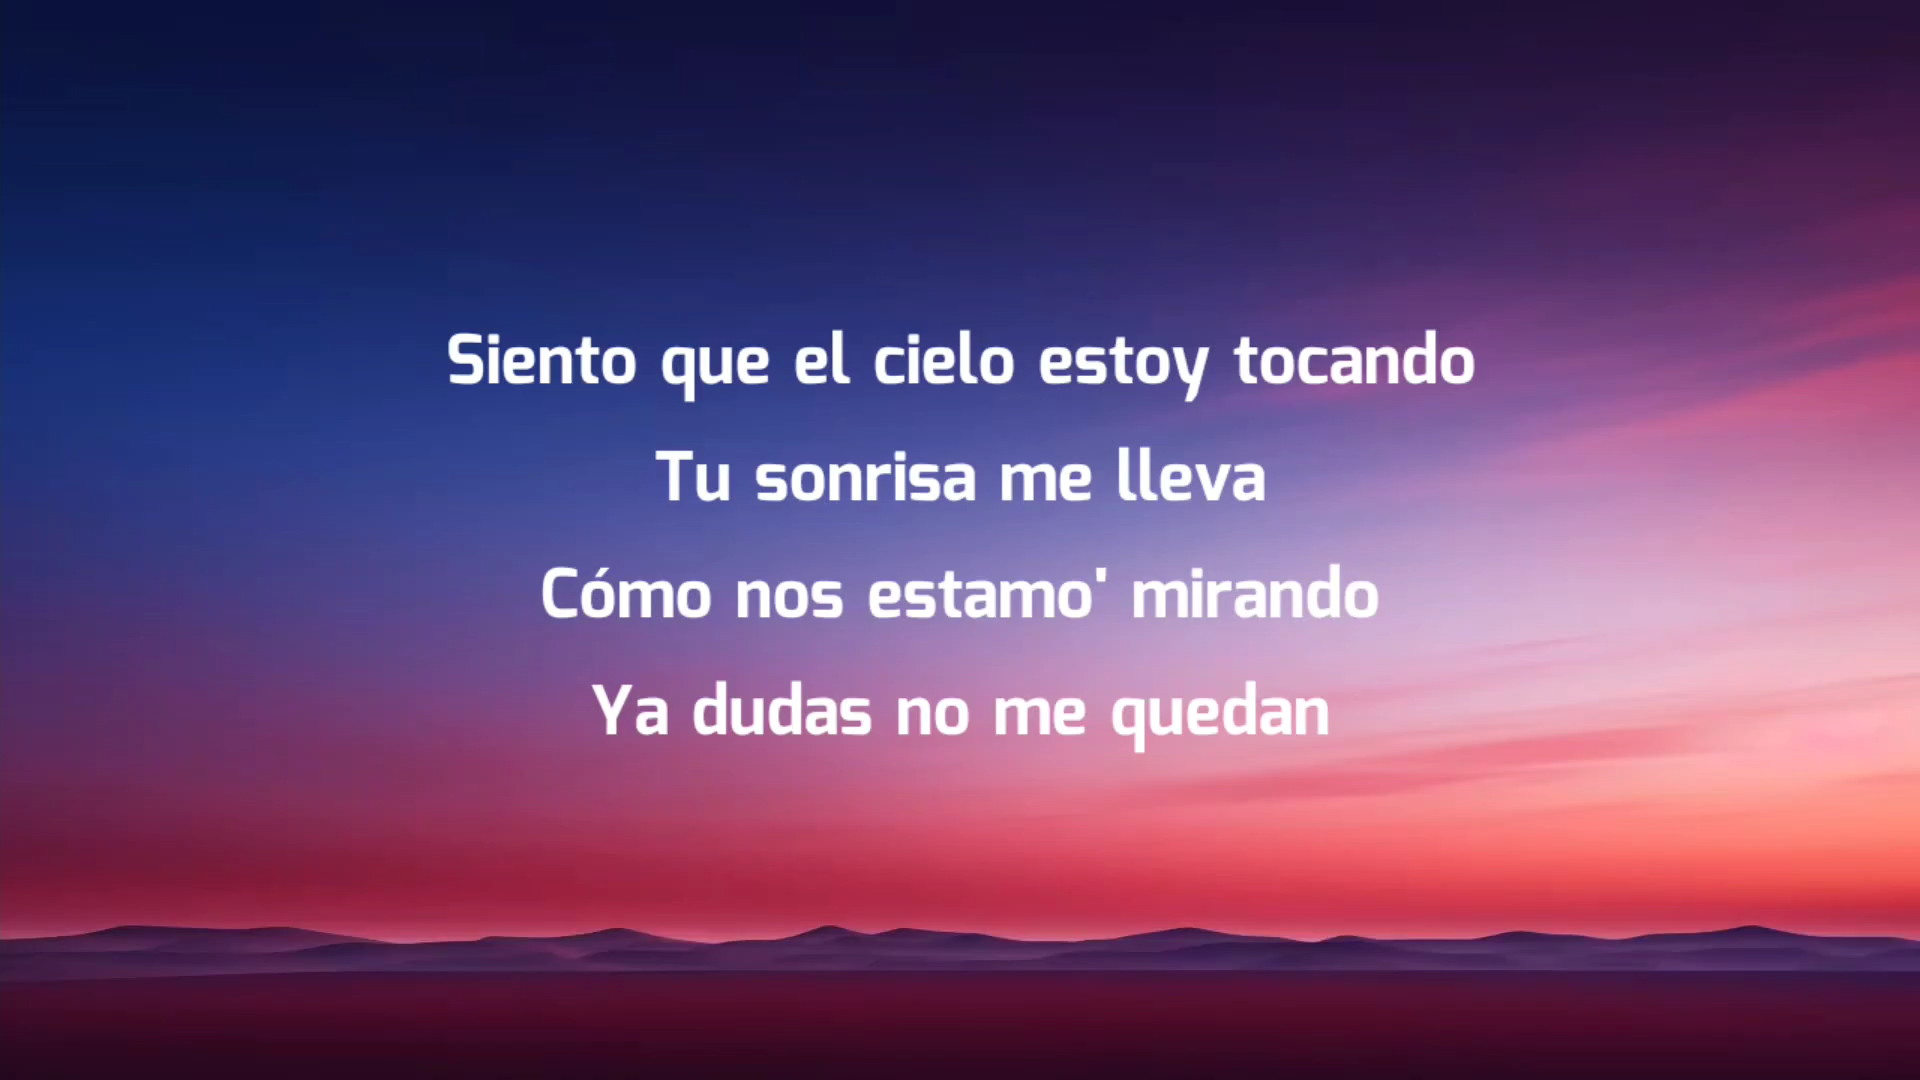 Siento que el cielo estoy tocando
Tu sonrisa me lleva
Cómo nos estamo' mirando
Ya dudas no me quedan